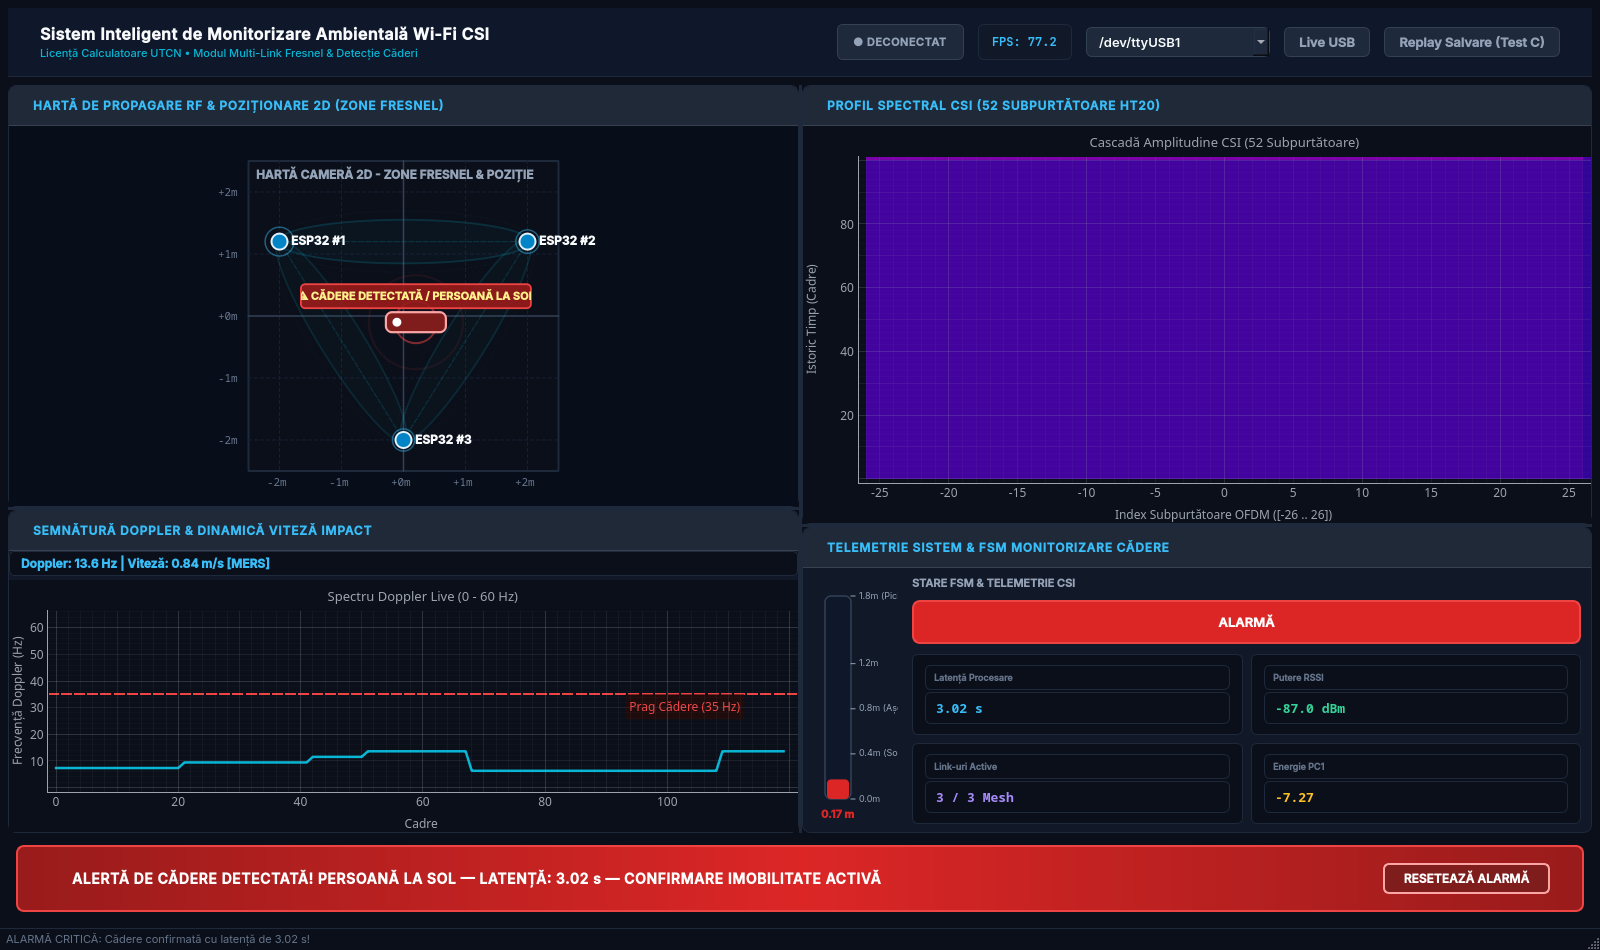 Sistem Inteligent de Monitorizare Ambientală Wi-Fi CSI
Licență Calculatoare UTCN • Modul Multi-Link Fresnel & Detecție Căderi
● DECONECTAT
FPS: 77.2
/dev/ttyUSB1
Live USB
Replay Salvare (Test C)
HARTĂ DE PROPAGARE RF & POZIȚIONARE 2D (ZONE FRESNEL)
HARTĂ CAMERĂ 2D - ZONE FRESNEL & POZIȚIE
+2m
+1m
+0m
-1m
-2m
ESP32 #1
ESP32 #2
⚠ CĂDERE DETECTATĂ / PERSOANĂ LA SOL
ESP32 #3
-2m
-1m
+0m
+1m
+2m
PROFIL SPECTRAL CSI (52 SUBPURTĂTOARE HT20)
Cascadă Amplitudine CSI (52 Subpurtătoare)
Istoric Timp (Cadre)
80
60
40
20
-25
-20
-15
-10
-5
0
5
10
15
20
25
Index Subpurtătoare OFDM ([-26 .. 26])
SEMNĂTURĂ DOPPLER & DINAMICĂ VITEZĂ IMPACT
Doppler: 13.6 Hz | Viteză: 0.84 m/s [MERS]
Spectru Doppler Live (0 - 60 Hz)
Frecvență Doppler (Hz)
60
50
40
30
20
10
Prag Cădere (35 Hz)
0
20
40
60
80
100
Cadre
TELEMETRIE SISTEM & FSM MONITORIZARE CĂDERE
1.8m (Pic
1.2m
0.8m (Aș
0.4m (So
0.0m
0.17 m
STARE FSM & TELEMETRIE CSI
ALARMĂ
Latență Procesare
3.02 s
Putere RSSI
-87.0 dBm
Link-uri Active
3 / 3 Mesh
Energie PC1
-7.27
ALERTĂ DE CĂDERE DETECTATĂ! PERSOANĂ LA SOL — LATENȚĂ: 3.02 s — CONFIRMARE IMOBILITATE ACTIVĂ
RESETEAZĂ ALARMĂ
ALARMĂ CRITICĂ: Cădere confirmată cu latență de 3.02 s!